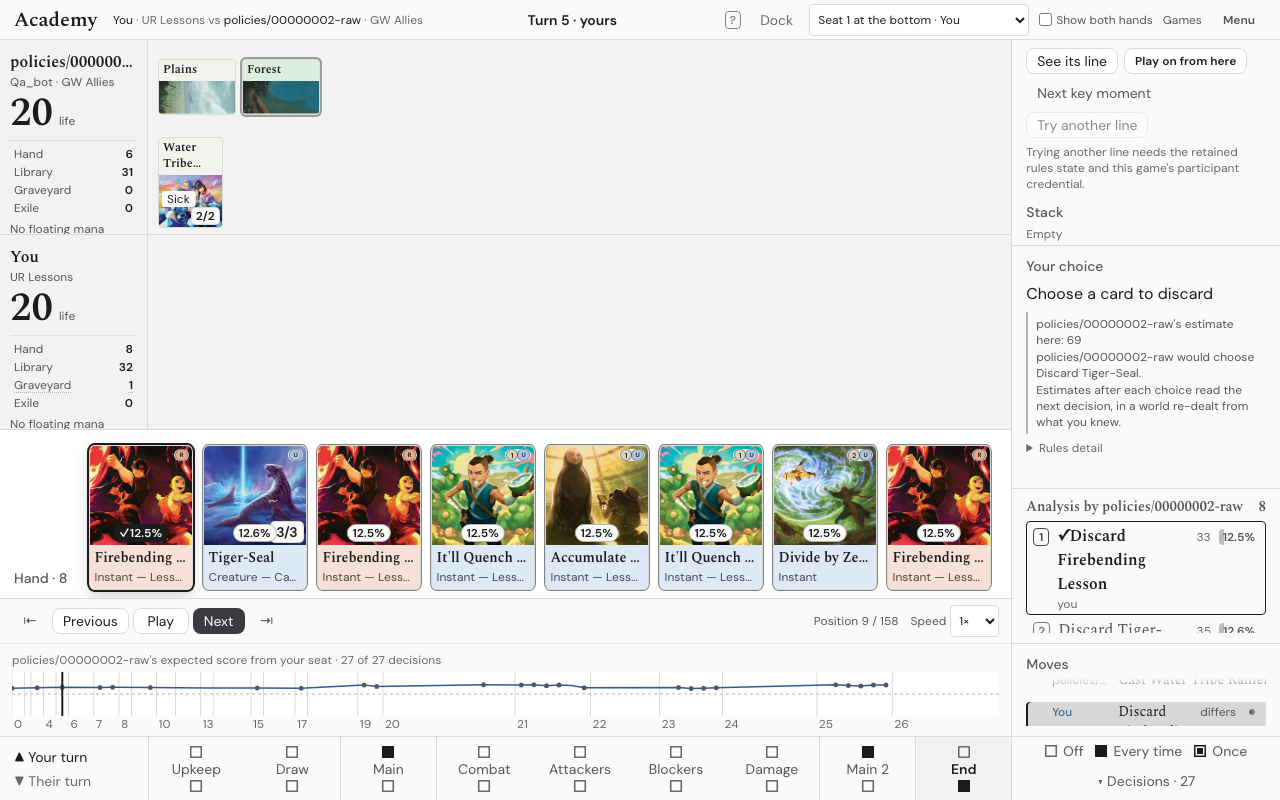 Academy
You · UR Lessons vs policies/00000002-raw · GW Allies
Turn 5 · yours
?
Dock
Seat 1 at the bottom · You
Show both hands
Games
Menu
policies/000000...
Qa_bot · GW Allies
20 life
Hand 6
Library 31
Graveyard 0
Exile 0
No floating mana
Plains
Forest
Water Tribe...
Sick
2/2
You
UR Lessons
20 life
Hand 8
Library 32
Graveyard 1
Exile 0
No floating mana
Hand · 8
R
✓12.5%
Firebending ...
Instant — Less...
U
12.6%
3/3
Tiger-Seal
Creature — Ca...
R
12.5%
Firebending ...
Instant — Less...
1 U
12.5%
It'll Quench ...
Instant — Less...
1 U
12.5%
Accumulate ...
Instant — Less...
1 U
12.5%
It'll Quench ...
Instant — Less...
2 U
12.5%
Divide by Ze...
Instant
R
12.5%
Firebending ...
Instant — Less...
Previous
Play
Next
Position 9 / 158
Speed
1×
policies/00000002-raw's expected score from your seat · 27 of 27 decisions
0 4 6 7 8 10 13 15 17 19 20 21 22 23 24 25 26
▲ Your turn
▼ Their turn
Upkeep
Draw
Main
Combat
Attackers
Blockers
Damage
Main 2
End
See its line
Play on from here
Next key moment
Try another line
Trying another line needs the retained
rules state and this game's participant
credential.
Stack
Empty
Your choice
Choose a card to discard
policies/00000002-raw's estimate
here: 69
policies/00000002-raw would choose
Discard Tiger-Seal.
Estimates after each choice read the
next decision, in a world re-dealt from
what you knew.
▶ Rules detail
Analysis by policies/00000002-raw 8
1 ✓Discard Firebending Lesson 33 12.5%
you
2 Discard Tiger- 35 12.6%
Moves
policies/... Cast Water Tribe Rallier
You Discard differs
Off
Every time
Once
Decisions · 27